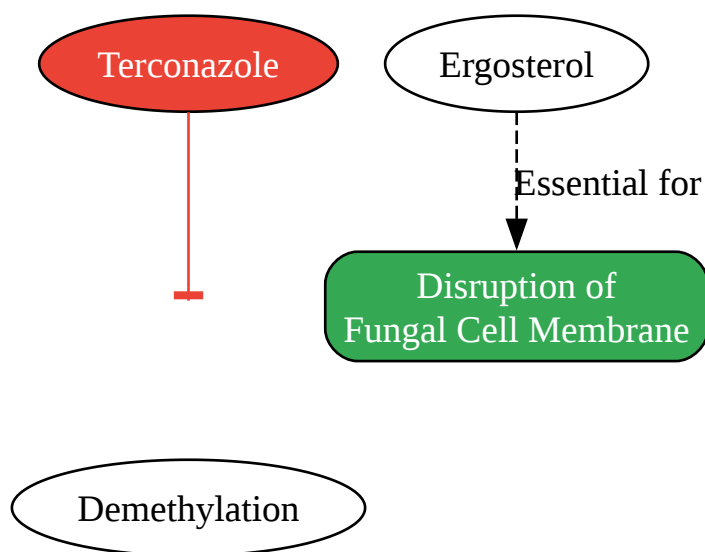 Terconazole
Ergosterol
Essential for
Disruption of
Fungal Cell Membrane
Demethylation